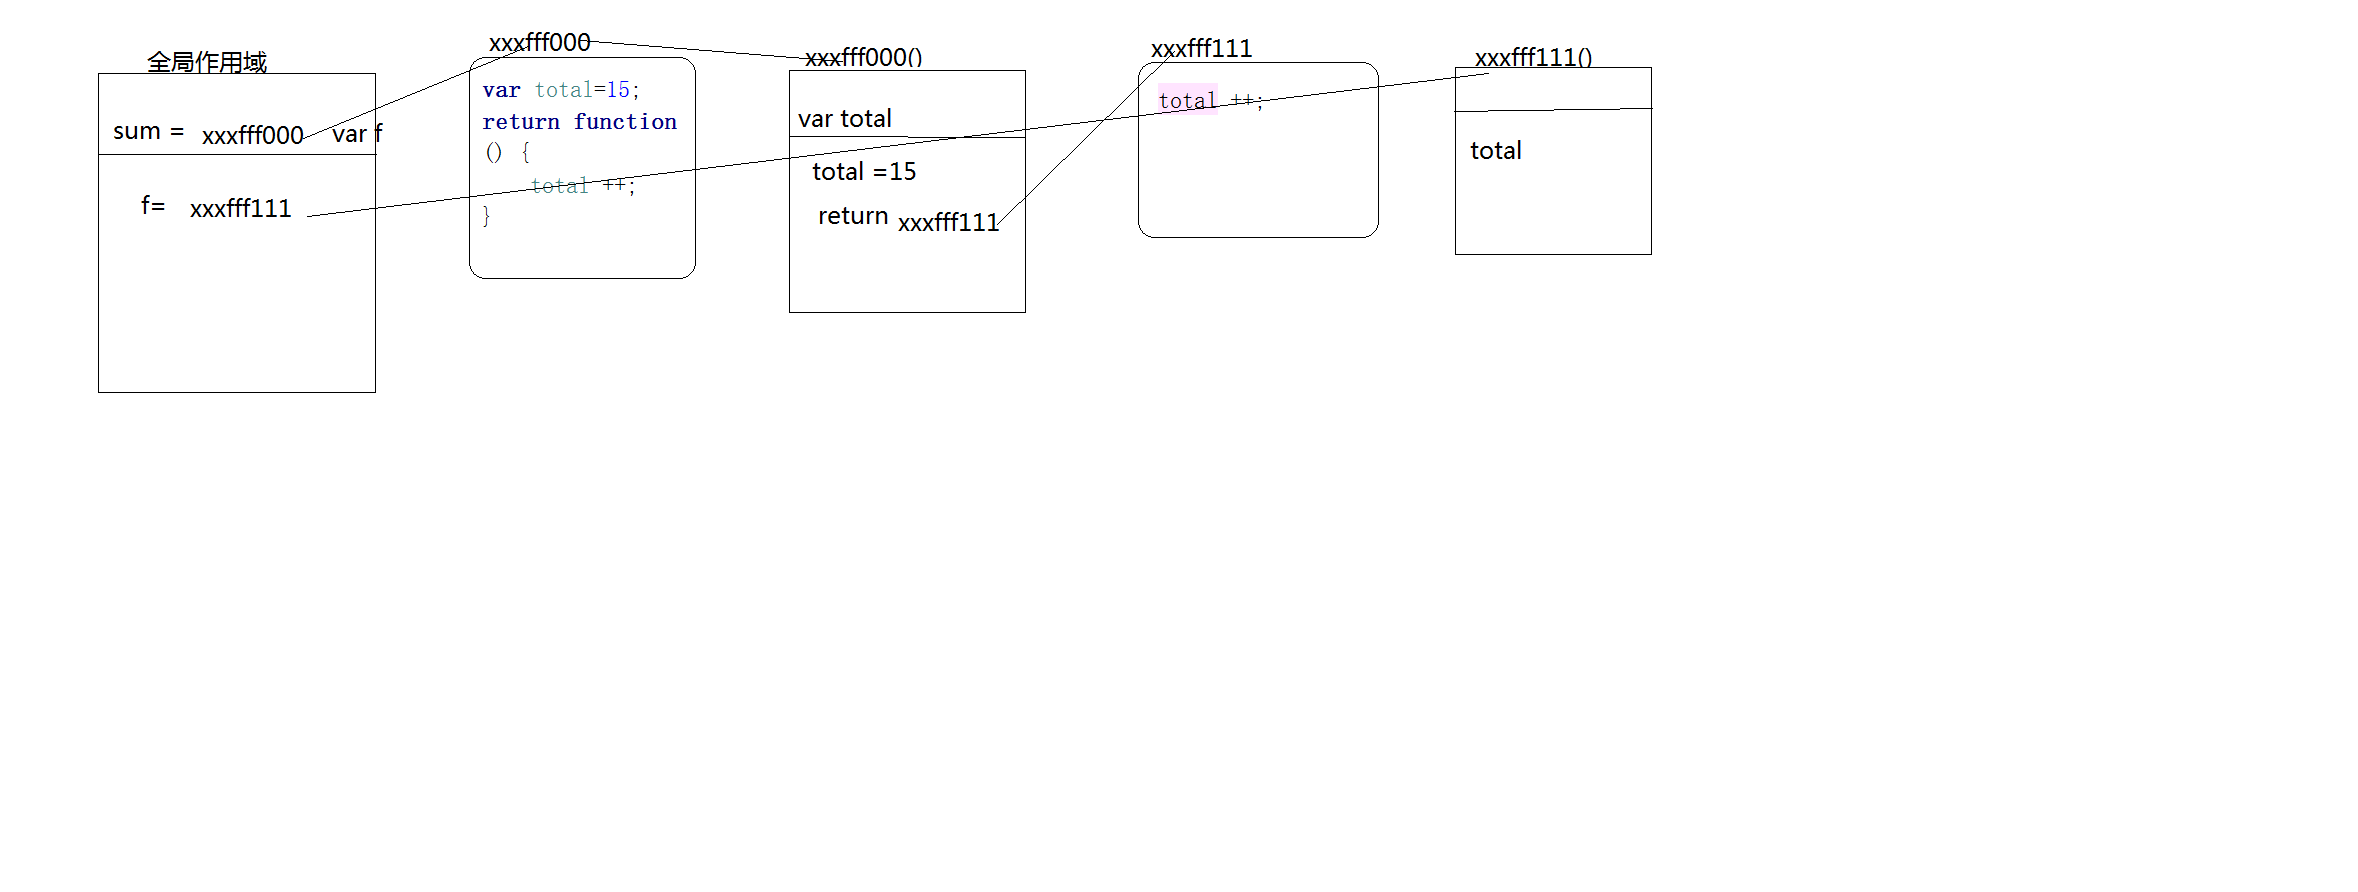 全局作用域
sum = xxxfff000 var f
f= xxxfff111
xxxfff000
var total=15;
return function
() {
total ++;
}
xxxfff000()
var total
total =15
return xxxfff111
xxxfff111
total ++;
xxxfff111()
total